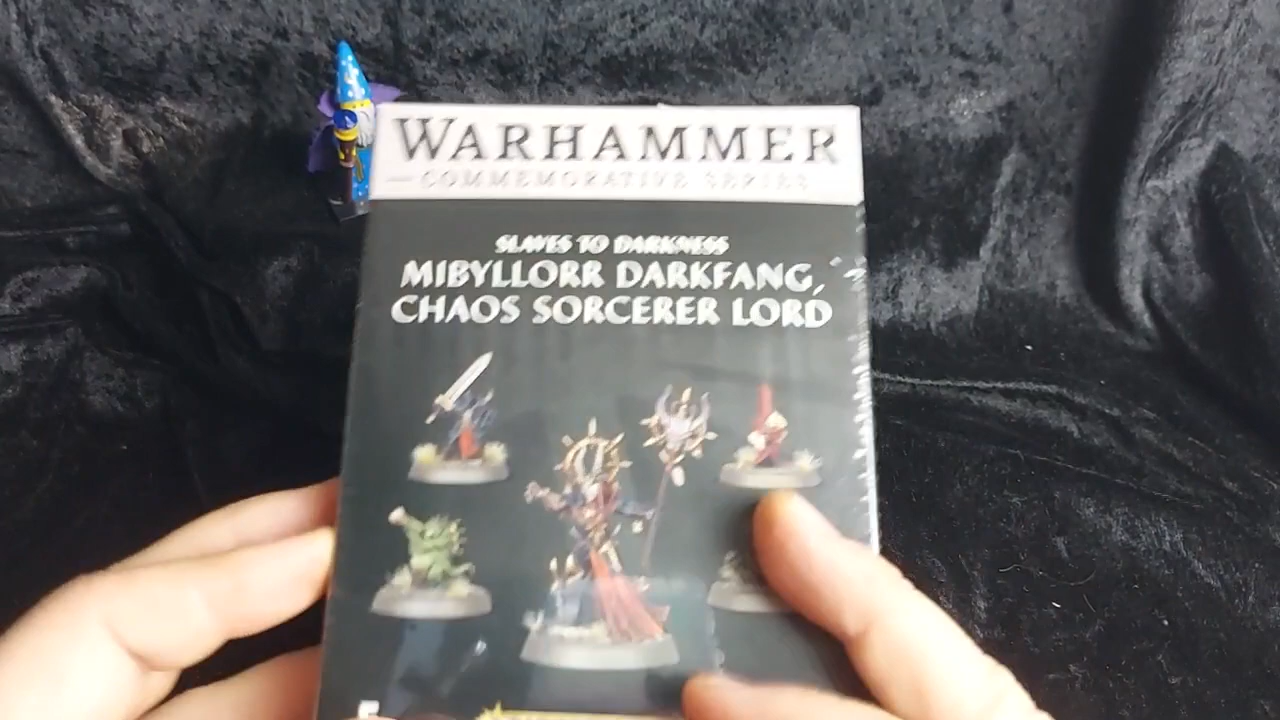 WARHAMMER
COMMEMORATIVE SERIES
SLAVES TO DARKNESS
MIBYLLORR DARKFANG,
CHAOS SORCERER LORD